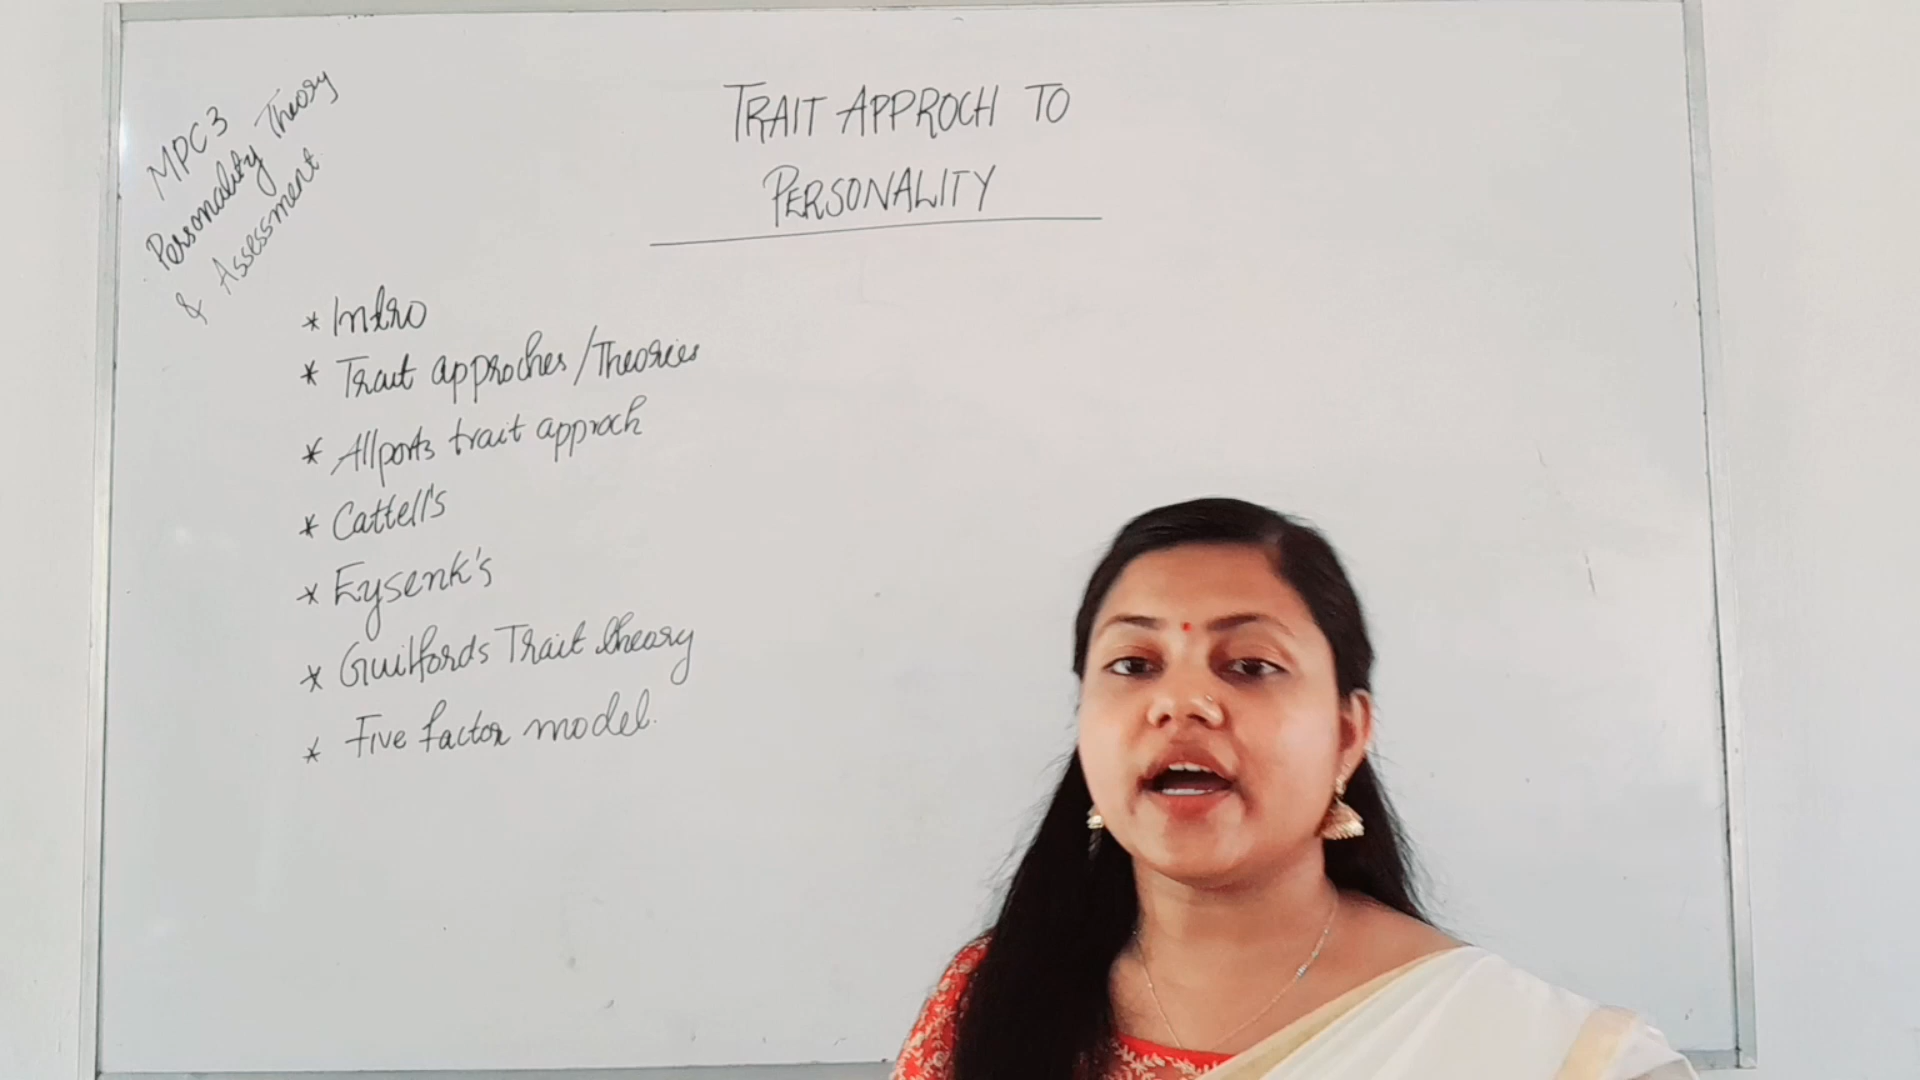 MPC3
Personality Theory
& Assessment
TRAIT APPROCH TO
PERSONALITY
* Intro
* Trait approches/Theories
* Allports trait approch
* Cattell's
* Eysenk's
* Guilfords Trait theory
* Five factor model.